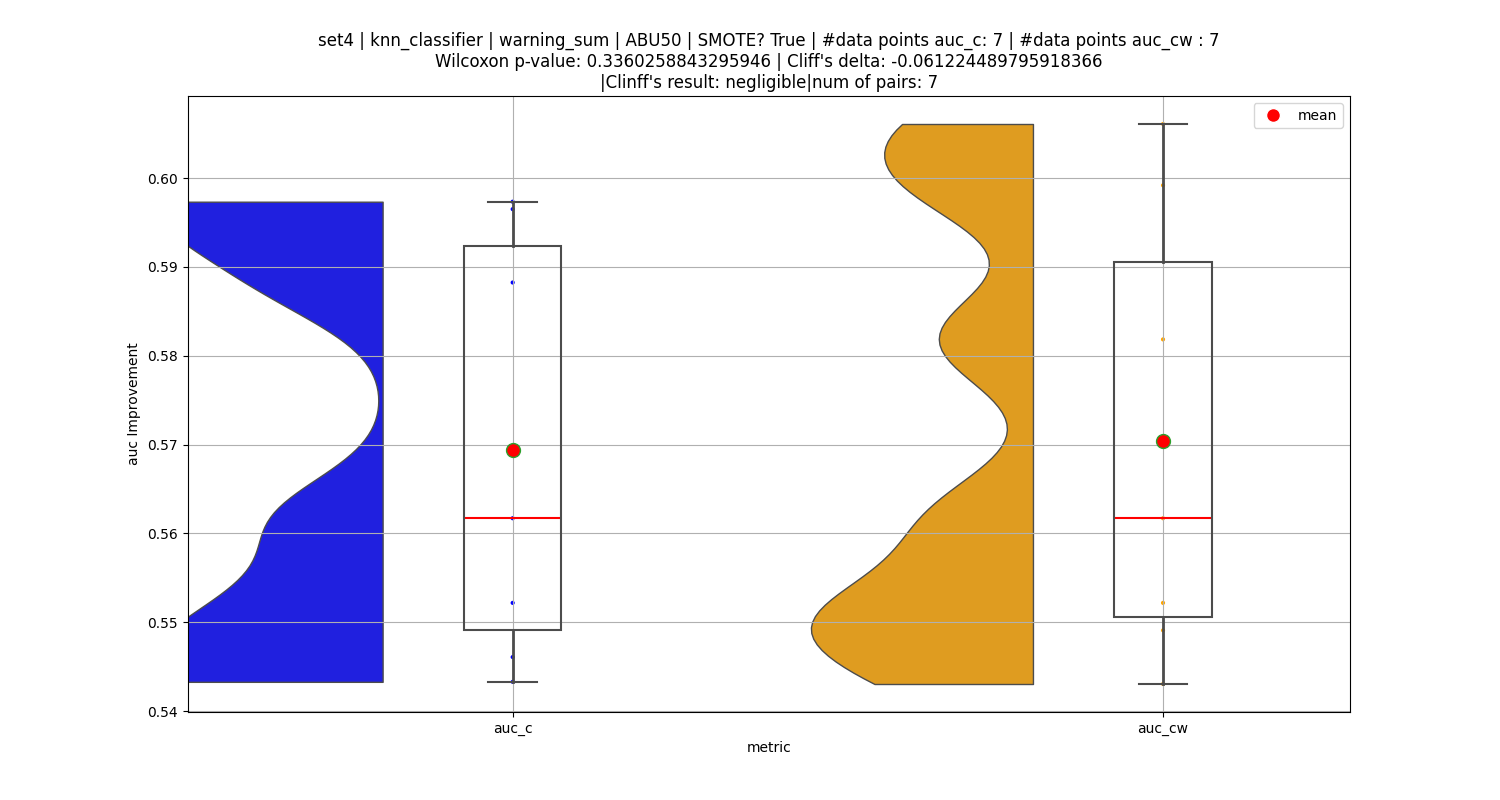 set4 | knn_classifier | warning_sum | ABU50 | SMOTE? True | #data points auc_c: 7 | #data points auc_cw : 7
Wilcoxon p-value: 0.3360258843295946 | Cliff's delta: -0.061224489795918366
|Clinff's result: negligible|num of pairs: 7
mean
0.60
0.59
0.58
0.57
0.56
0.55
0.54
auc Improvement
auc_c
auc_cw
metric